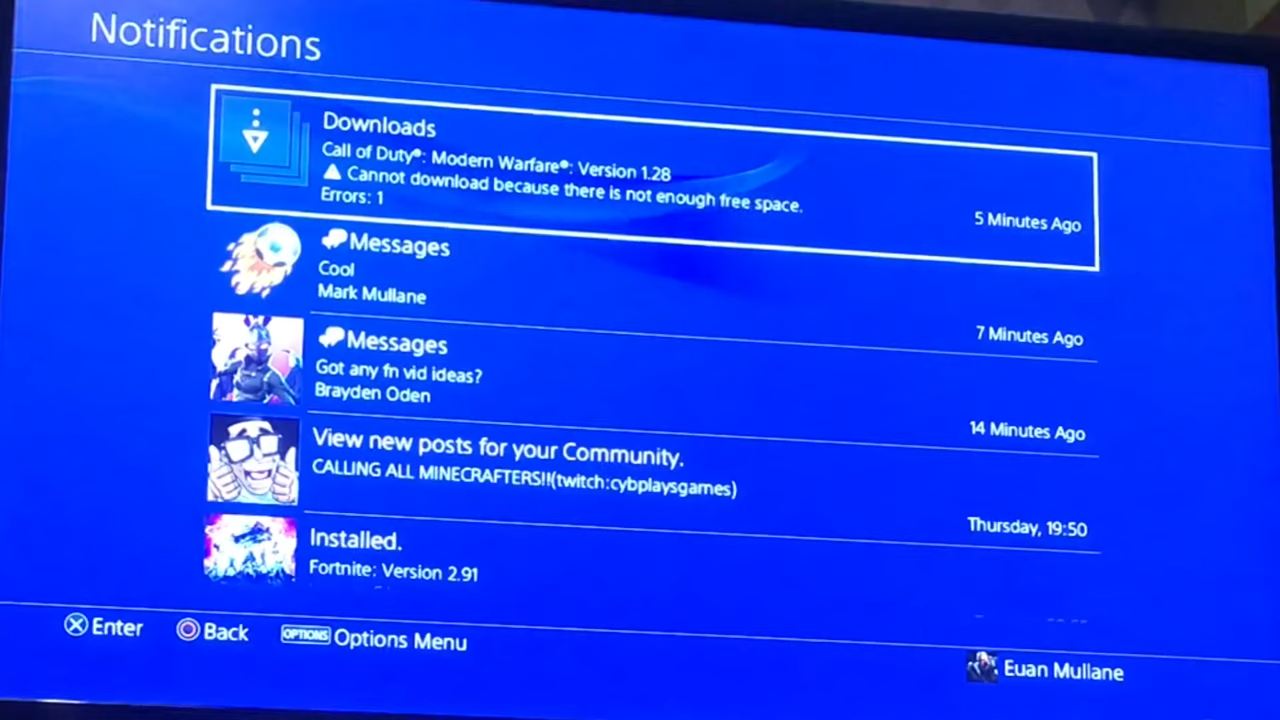 Notifications
Downloads
Call of Duty®: Modern Warfare®: Version 1.28
Cannot download because there is not enough free space.
Errors: 1
5 Minutes Ago
Messages
Cool
Mark Mullane
7 Minutes Ago
Messages
Got any fn vid ideas?
Brayden Oden
14 Minutes Ago
View new posts for your Community.
CALLING ALL MINECRAFTERS!!(twitch:cybplaysgames)
Thursday, 19:50
Installed.
Fortnite: Version 2.91
Enter Back OPTIONS Options Menu
Euan Mullane